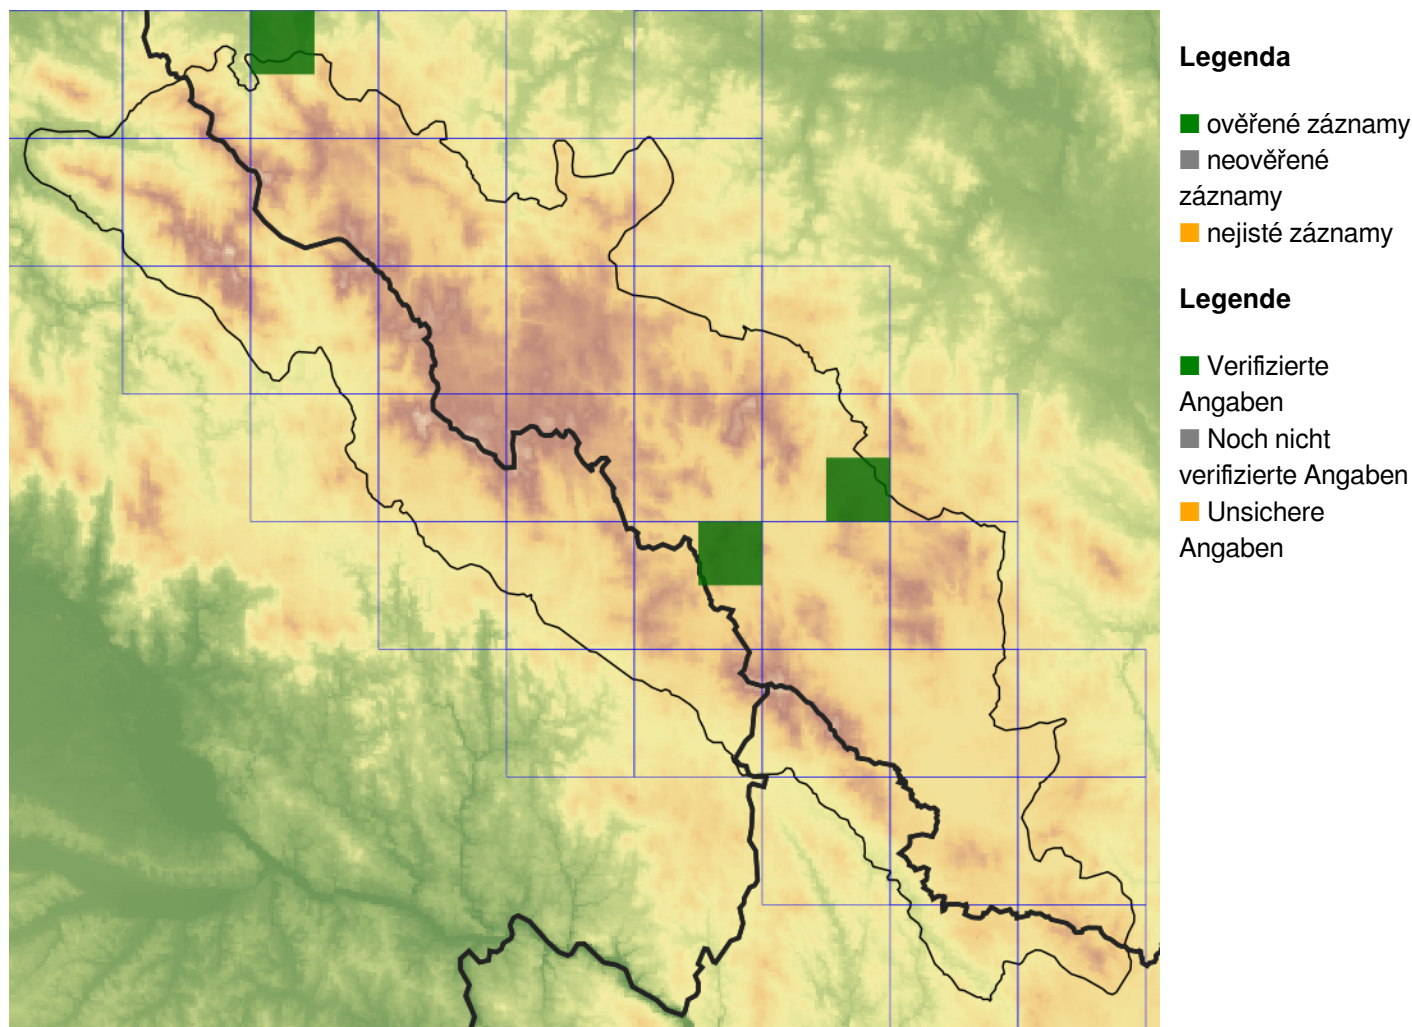 Legenda
ověřené záznamy
neověřené
záznamy
nejisté záznamy
Legende
Verifizierte
Angaben
Noch nicht
verifizierte Angaben
Unsichere
Angaben